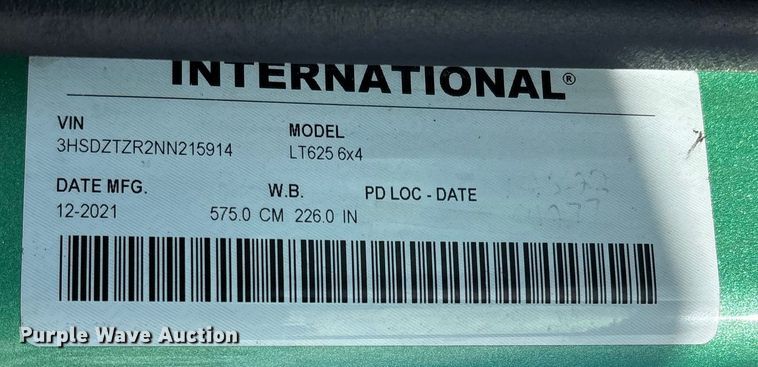 INTERNATIONAL®
VIN MODEL
3HSDZTZR2NN215914 LT625 6x4
DATE MFG. W.B. PD LOC - DATE
12-2021 575.0 CM 226.0 IN
Purple Wave Auction